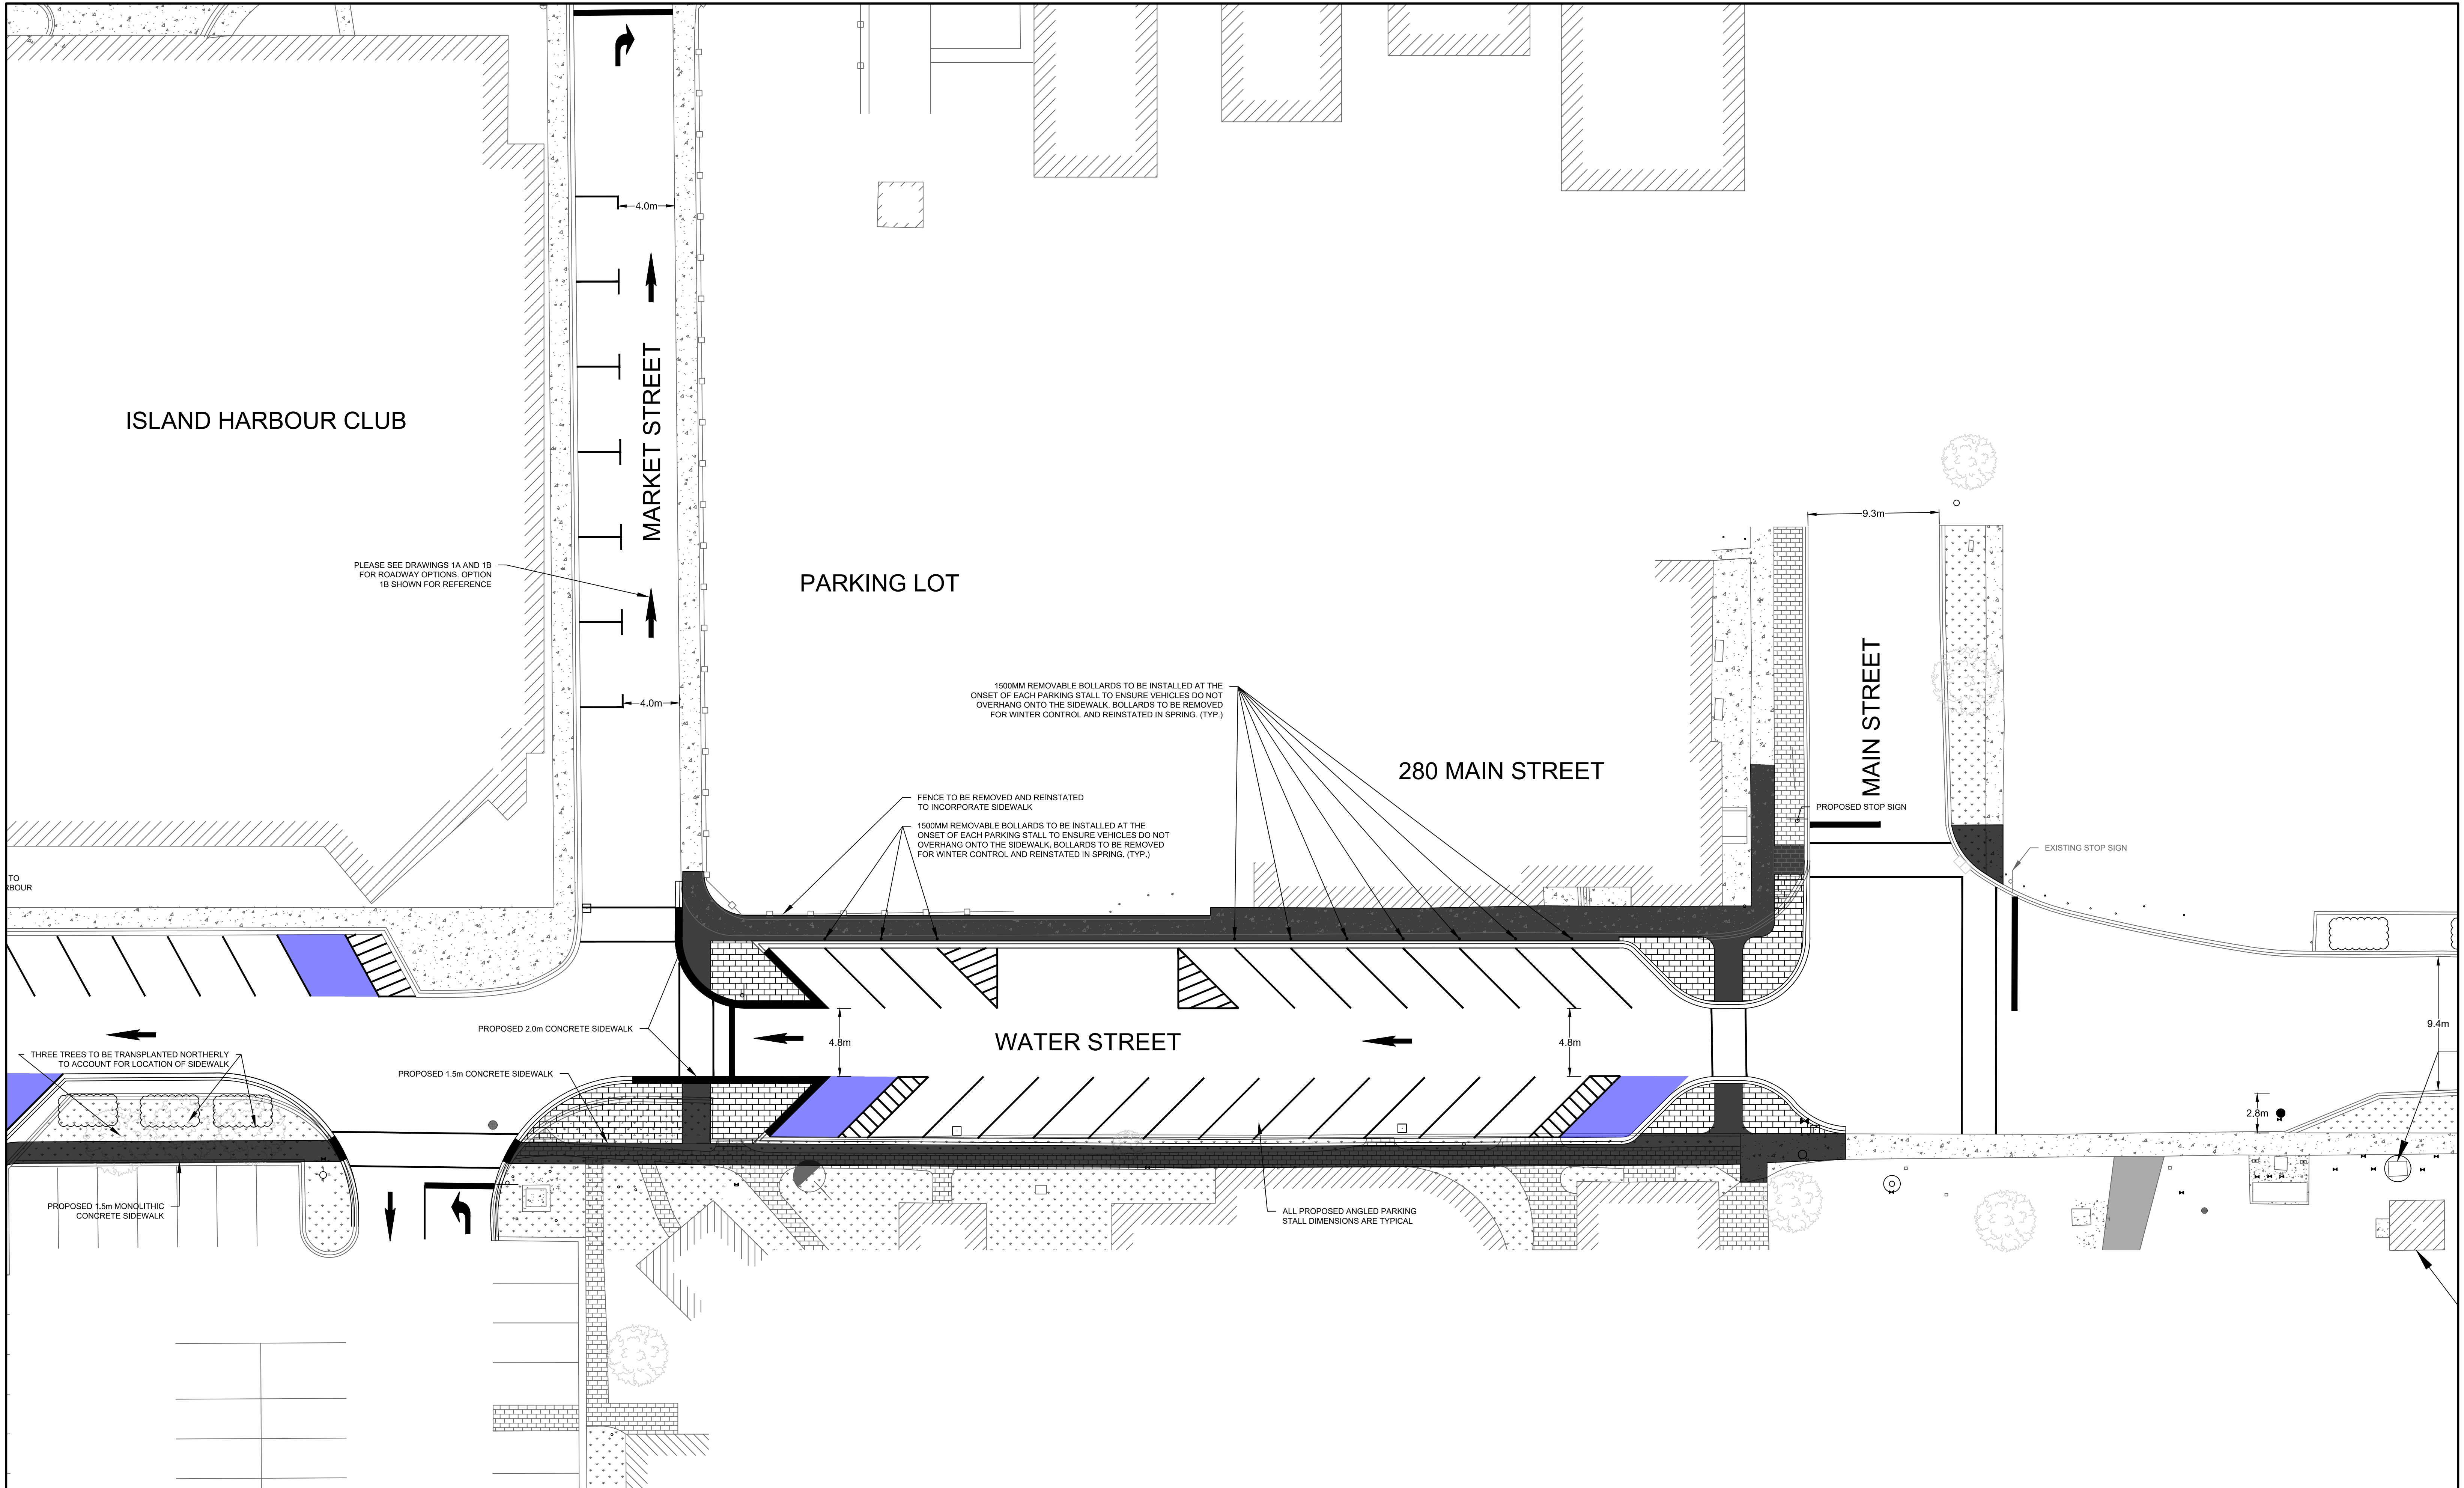 4.0m
MARKET STREET
ISLAND HARBOUR CLUB
9.3m
PLEASE SEE DRAWINGS 1A AND 1B
FOR ROADWAY OPTIONS. OPTION
1B SHOWN FOR REFERENCE
PARKING LOT
4.0m
1500MM REMOVABLE BOLLARDS TO BE INSTALLED AT THE
ONSET OF EACH PARKING STALL TO ENSURE VEHICLES DO NOT
OVERHANG ONTO THE SIDEWALK. BOLLARDS TO BE REMOVED
FOR WINTER CONTROL AND REINSTATED IN SPRING. (TYP.)
MAIN STREET
280 MAIN STREET
FENCE TO BE REMOVED AND REINSTATED
TO INCORPORATE SIDEWALK
PROPOSED STOP SIGN
1500MM REMOVABLE BOLLARDS TO BE INSTALLED AT THE
ONSET OF EACH PARKING STALL TO ENSURE VEHICLES DO NOT
OVERHANG ONTO THE SIDEWALK. BOLLARDS TO BE REMOVED
FOR WINTER CONTROL AND REINSTATED IN SPRING. (TYP.)
EXISTING STOP SIGN
TO
RBOUR
PROPOSED 2.0m CONCRETE SIDEWALK
WATER STREET
4.8m
4.8m
9.4m
THREE TREES TO BE TRANSPLANTED NORTHERLY
TO ACCOUNT FOR LOCATION OF SIDEWALK
PROPOSED 1.5m CONCRETE SIDEWALK
2.8m
PROPOSED 1.5m MONOLITHIC
CONCRETE SIDEWALK
ALL PROPOSED ANGLED PARKING
STALL DIMENSIONS ARE TYPICAL